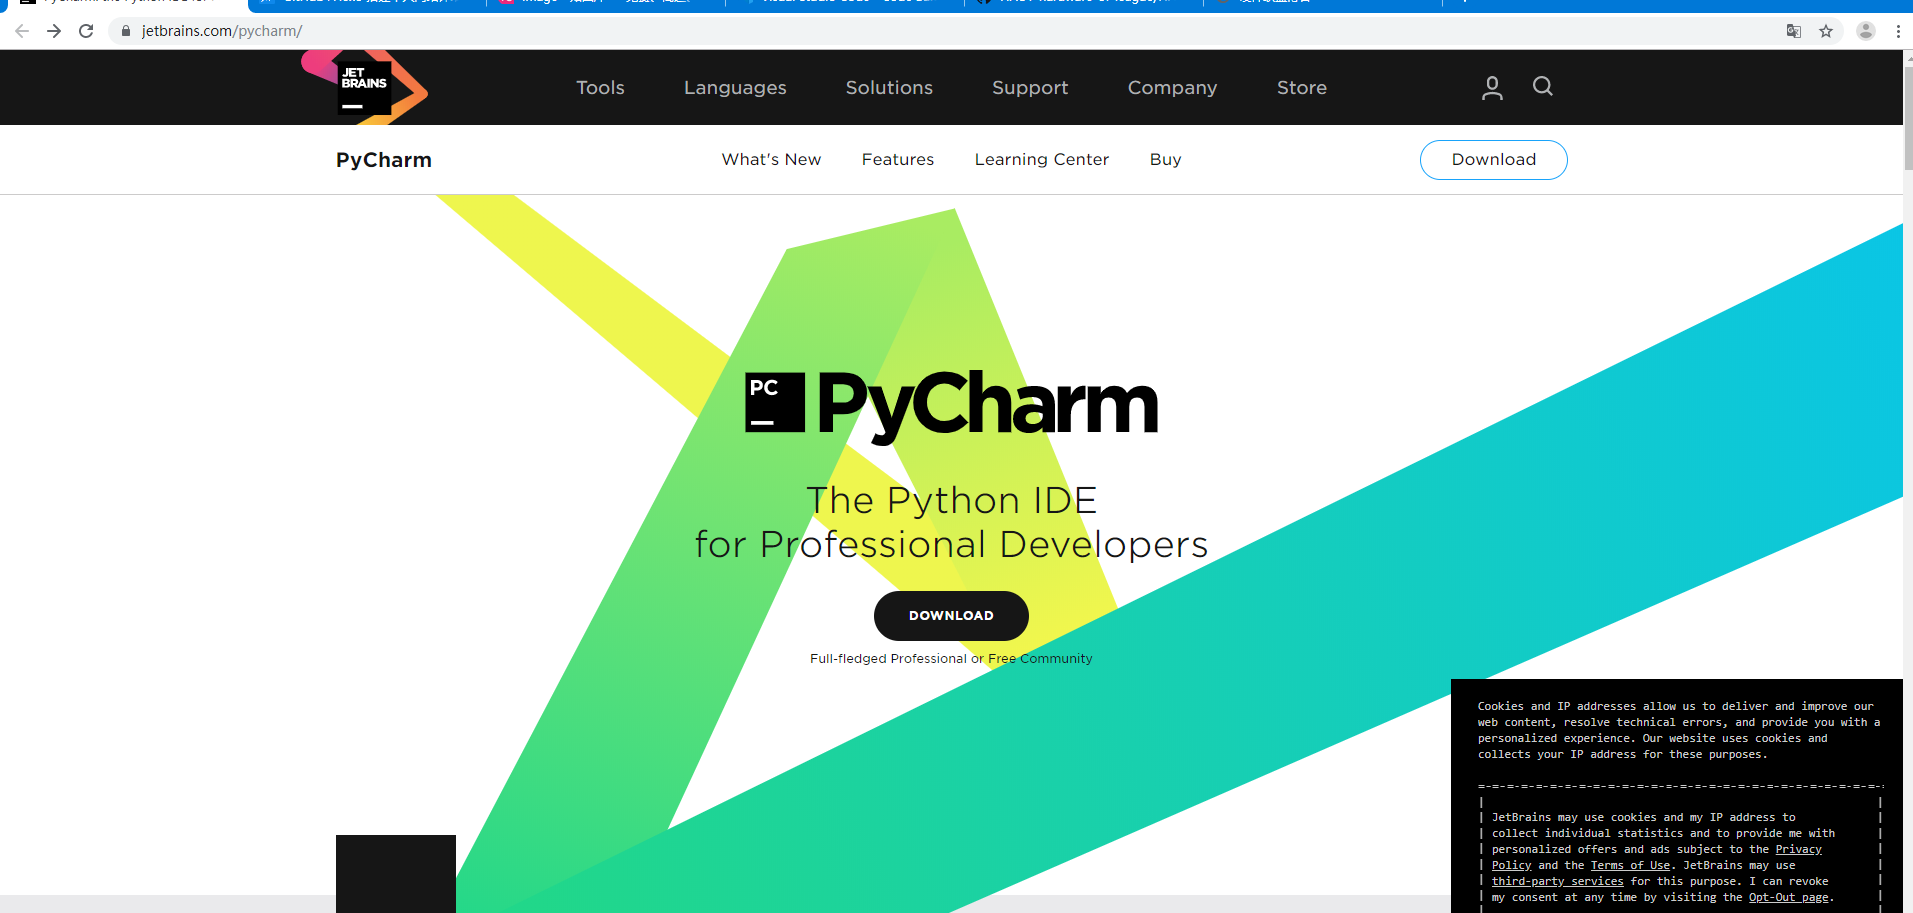 jetbrains.com/pycharm/
JET
BRAINS
Tools
Languages
Solutions
Support
Company
Store
PyCharm
What's New
Features
Learning Center
Buy
Download
PC
PyCharm
The Python IDE
for Professional Developers
DOWNLOAD
Full-fledged Professional or Free Community
Cookies and IP addresses allow us to deliver and improve our
web content, resolve technical errors, and provide you with a
personalized experience. Our website uses cookies and
collects your IP address for these purposes.
JetBrains may use cookies and my IP address to
collect individual statistics and to provide me with
personalized offers and ads subject to the Privacy
Policy and the Terms of Use. JetBrains may use
third-party services for this purpose. I can revoke
my consent at any time by visiting the Opt-Out page.